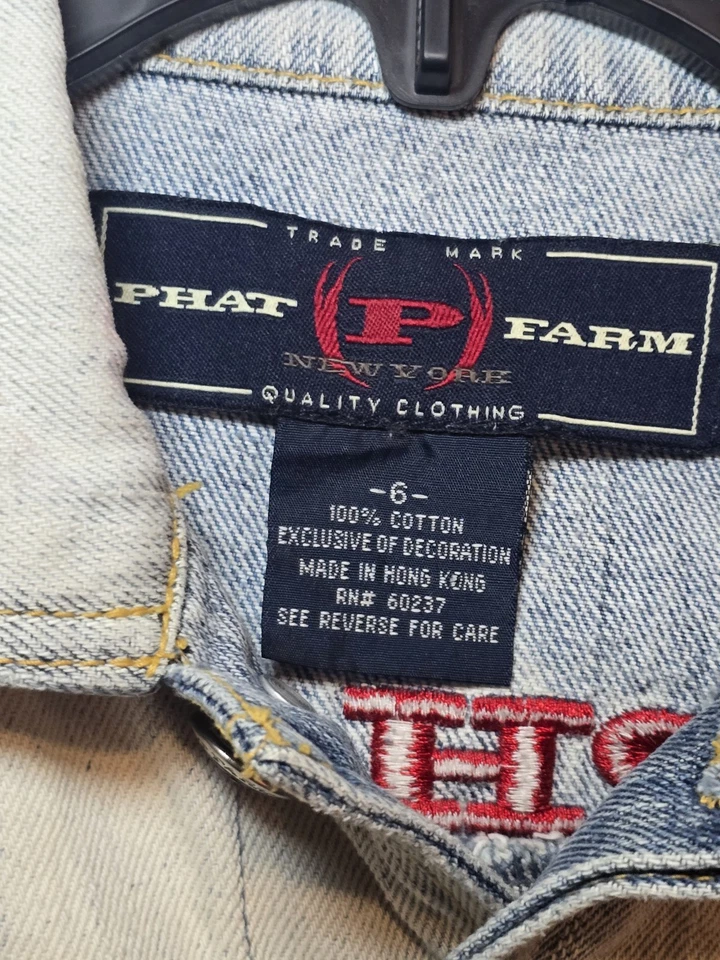 TRADE MARK
PHAT P FARM
NEW YORK
QUALITY CLOTHING
-6-
100% COTTON
EXCLUSIVE OF DECORATION
MADE IN HONG KONG
RN# 60237
SEE REVERSE FOR CARE